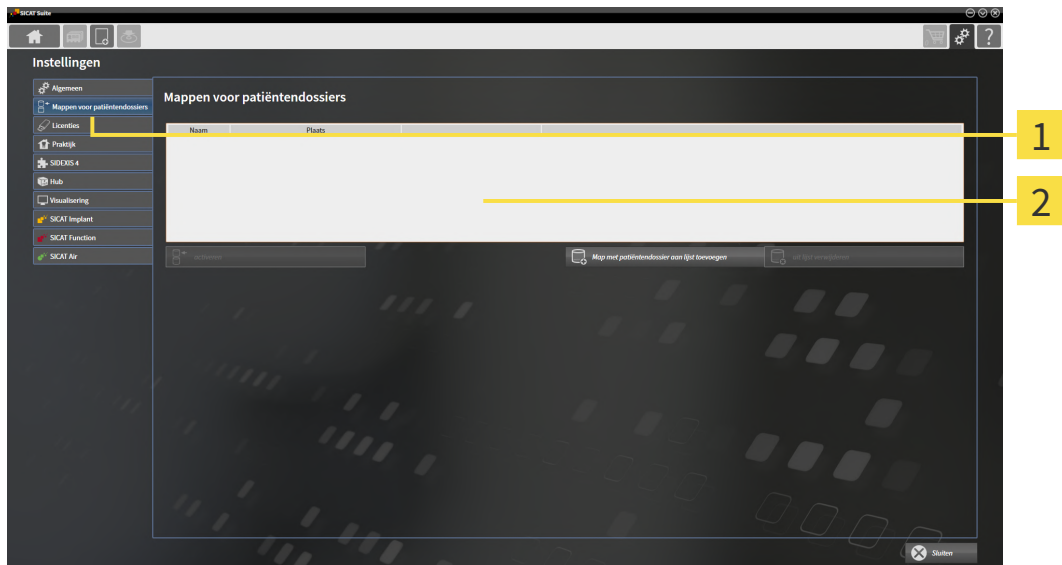 SICAT Suite
?
Instellingen
Algemeen
Mappen voor patiëntendossiers
Licenties
Praktijk
SIDEXIS 4
Hub
Visualisering
SICAT Implant
SICAT Function
SICAT Air
Mappen voor patiëntendossiers
Naam Plaats
activeren Map met patiëntendossier aan lijst toevoegen uit lijst verwijderen
Sluiten
1
2